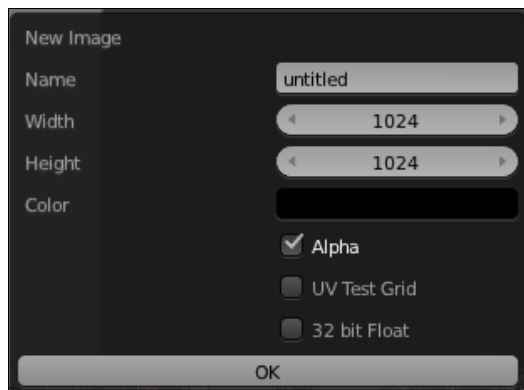 New Image
Name untitled
Width 1024
Height 1024
Color
Alpha
UV Test Grid
32 bit Float
OK